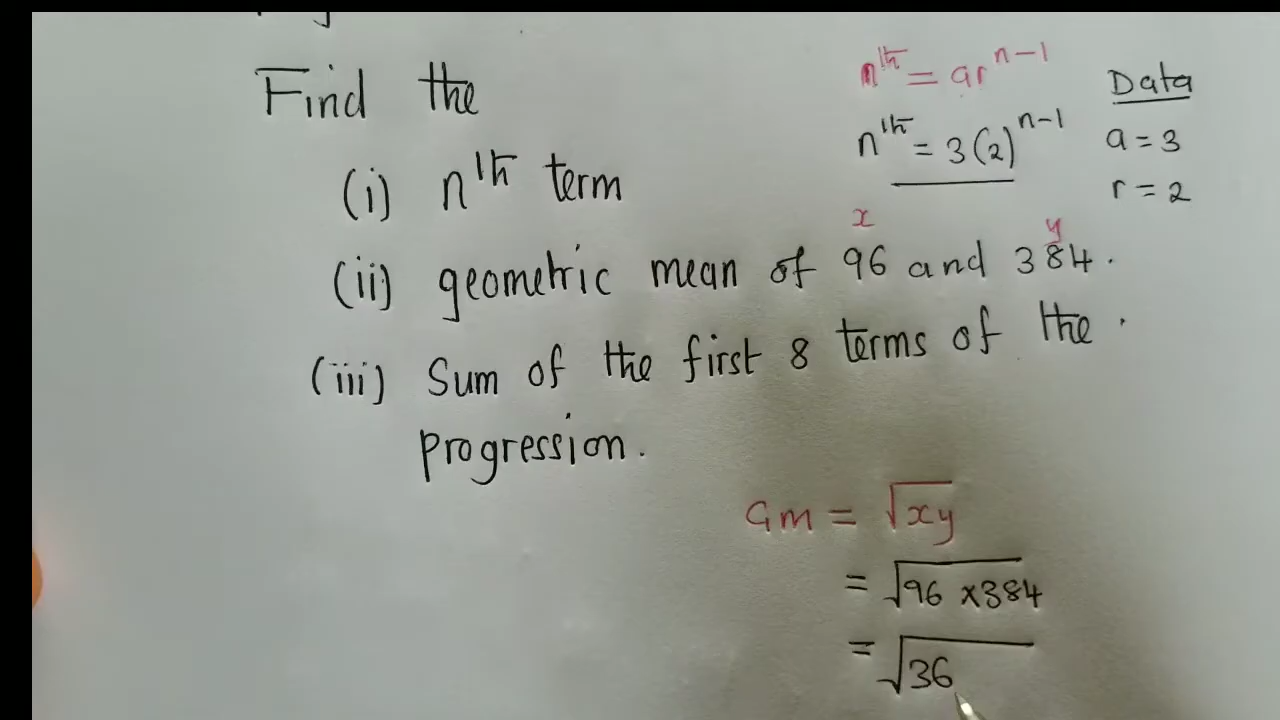 Find the
(i) nth term
(ii) geometric mean of 96 and 384.
(iii) Sum of the first 8 terms of the.
progression.
nth = ar^n-1
nth = 3(2)^n-1
Data
a = 3
r = 2
x
y
GM = √xy
= √96 x384
= √36